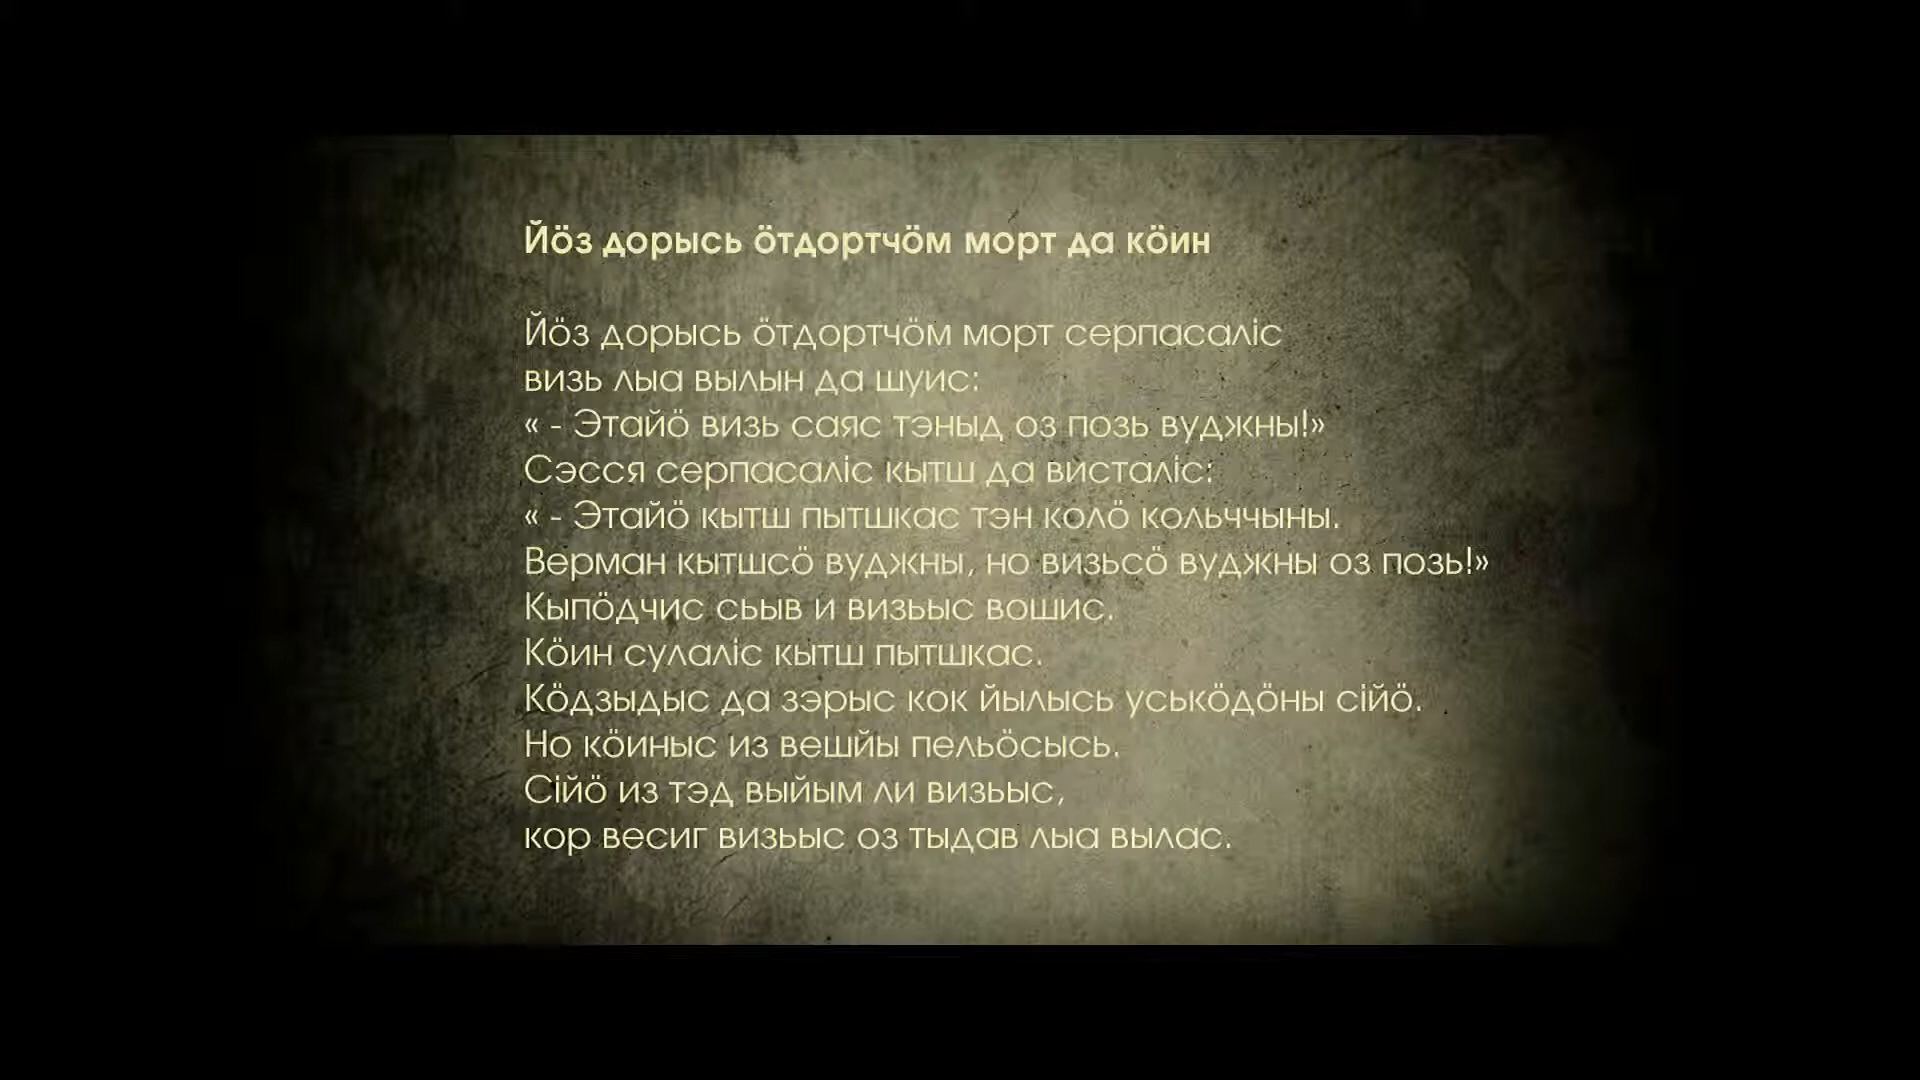 Йӧз дорысь ӧтдортчӧм морт да кӧин
Йӧз дорысь ӧтдортчӧм морт серпасаліс
визь лыа вылын да шуис:
« - Этайӧ визь саяс тэныд оз позь вуджны!»
Сэсся серпасаліс кытш да висталіс:
« - Этайӧ кытш пытшкас тэн колӧ кольччыны.
Верман кытшсӧ вуджны, но визьсӧ вуджны оз позь!»
Кыпӧдчис сьыв и визьыс вошис.
Кӧин сулаліс кытш пытшкас.
Кӧдзыдыс да зэрыс кок йылысь уськӧдӧны сійӧ.
Но кӧиныс из вешйы пельӧсысь.
Сійӧ из тэд выйым ли визьыс,
кор весиг визьыс оз тыдав лыа вылас.